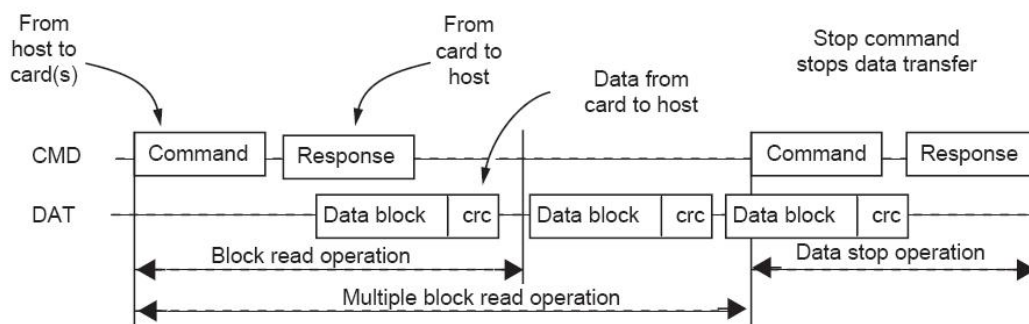 From
host to
card(s)
From
card to
host
Data from
card to host
Stop command
stops data transfer
CMD
Command
Response
Command
Response
DAT
Data block
crc
Data block
crc
Data block
crc
Block read operation
Data stop operation
Multiple block read operation